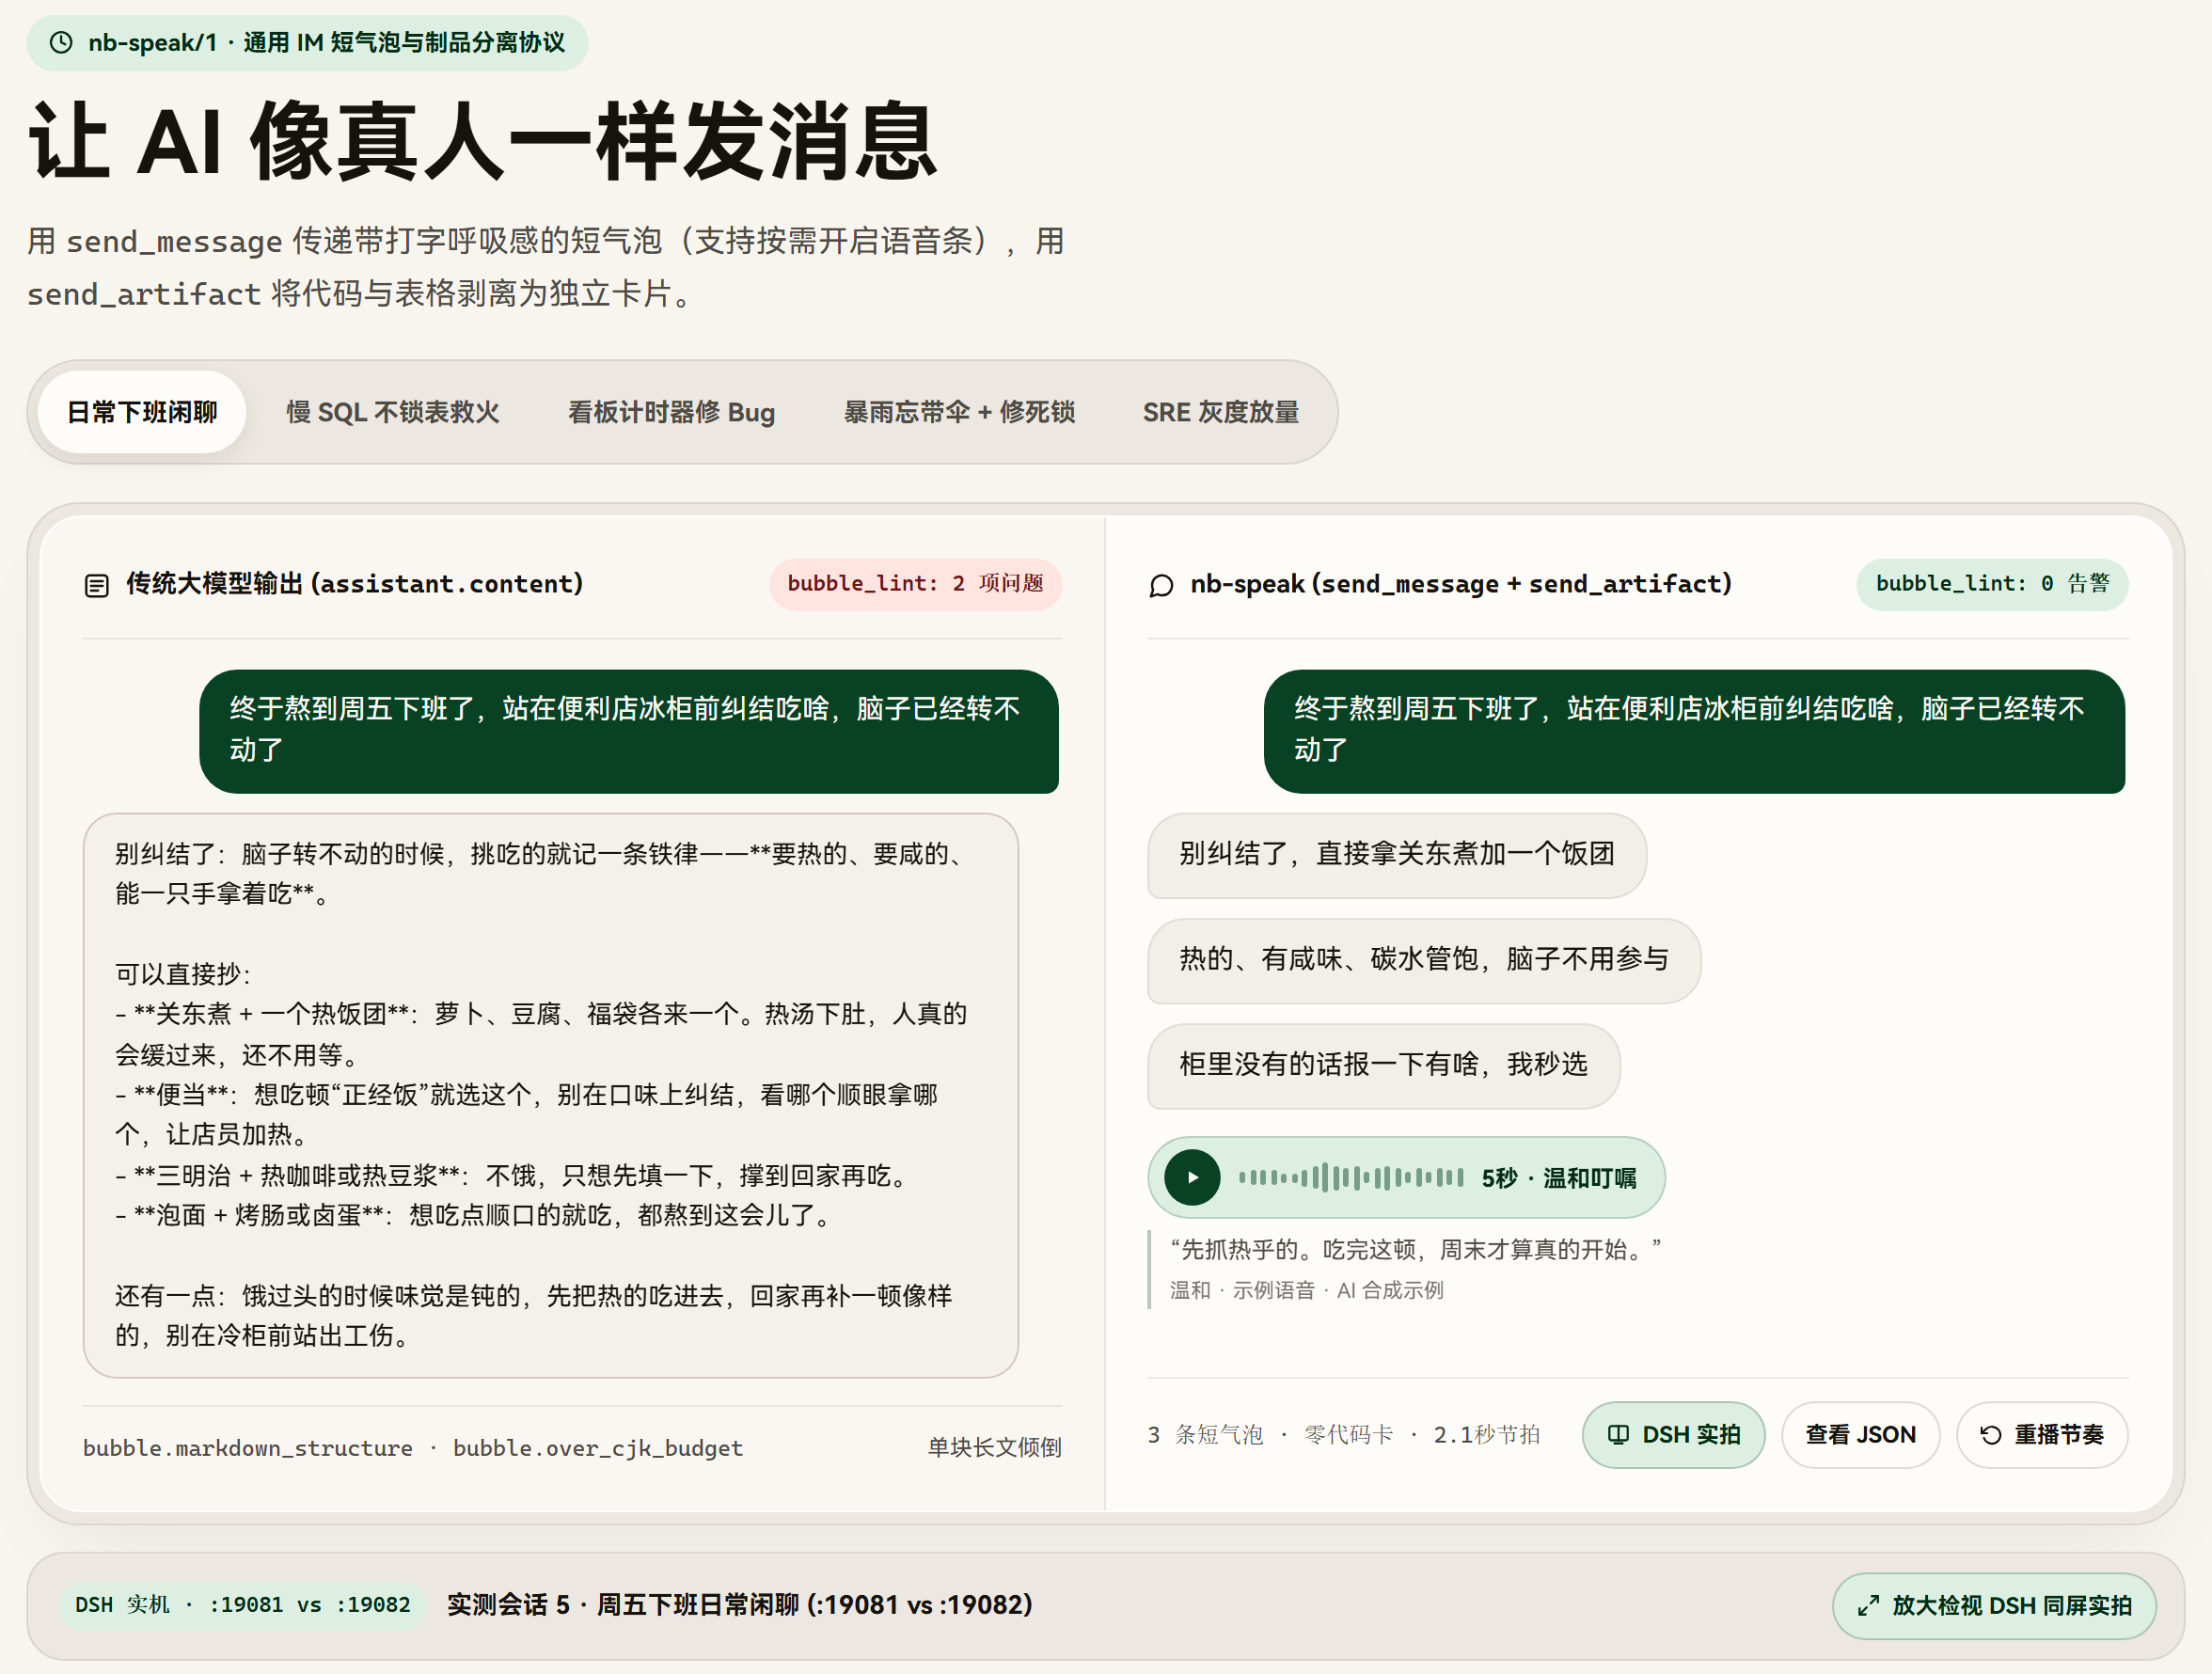 nb-speak/1 · 通用 IM 短气泡与制品分离协议
让 AI 像真人一样发消息
用 send_message 传递带打字呼吸感的短气泡（支持按需开启语音条），用
send_artifact 将代码与表格剥离为独立卡片。
日常下班闲聊
慢 SQL 不锁表救火
看板计时器修 Bug
暴雨忘带伞 + 修死锁
SRE 灰度放量
传统大模型输出 (assistant.content)
bubble_lint: 2 项问题
终于熬到周五下班了，站在便利店冰柜前纠结吃啥，脑子已经转不
动了
别纠结了：脑子转不动的时候，挑吃的就记一条铁律——**要热的、要咸的、
能一只手拿着吃**。
可以直接抄：
- **关东煮 + 一个热饭团**：萝卜、豆腐、福袋各来一个。热汤下肚，人真的
会缓过来，还不用等。
- **便当**：想吃顿“正经饭”就选这个，别在口味上纠结，看哪个顺眼拿哪
个，让店员加热。
- **三明治 + 热咖啡或热豆浆**：不饿，只想先填一下，撑到回家再吃。
- **泡面 + 烤肠或卤蛋**：想吃点顺口的就吃，都熬到这会儿了。
还有一点：饿过头的时候味觉是钝的，先把热的吃进去，回家再补一顿像样
的，别在冷柜前站出工伤。
bubble.markdown_structure · bubble.over_cjk_budget
单块长文倾倒
nb-speak (send_message + send_artifact)
bubble_lint: 0 告警
终于熬到周五下班了，站在便利店冰柜前纠结吃啥，脑子已经转不
动了
别纠结了，直接拿关东煮加一个饭团
热的、有咸味、碳水管饱，脑子不用参与
柜里没有的话报一下有啥，我秒选
5秒 · 温和叮嘱
“先抓热乎的。吃完这顿，周末才算真的开始。”
温和 · 示例语音 · AI 合成示例
3 条短气泡 · 零代码卡 · 2.1秒节拍
DSH 实拍
查看 JSON
重播节奏
DSH 实机 · :19081 vs :19082
实测会话 5 · 周五下班日常闲聊 (:19081 vs :19082)
放大检视 DSH 同屏实拍